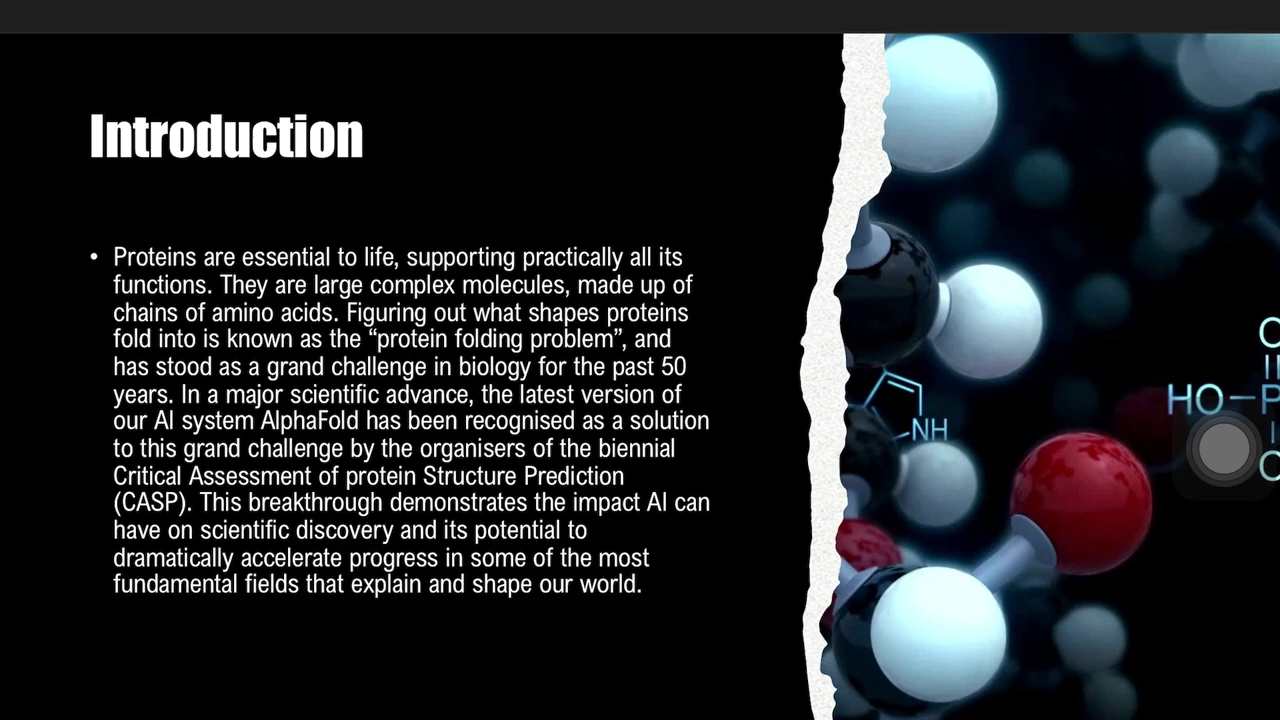 Introduction
• Proteins are essential to life, supporting practically all its
functions. They are large complex molecules, made up of
chains of amino acids. Figuring out what shapes proteins
fold into is known as the “protein folding problem”, and
has stood as a grand challenge in biology for the past 50
years. In a major scientific advance, the latest version of
our AI system AlphaFold has been recognised as a solution
to this grand challenge by the organisers of the biennial
Critical Assessment of protein Structure Prediction
(CASP). This breakthrough demonstrates the impact AI can
have on scientific discovery and its potential to
dramatically accelerate progress in some of the most
fundamental fields that explain and shape our world.
NH
HO–P